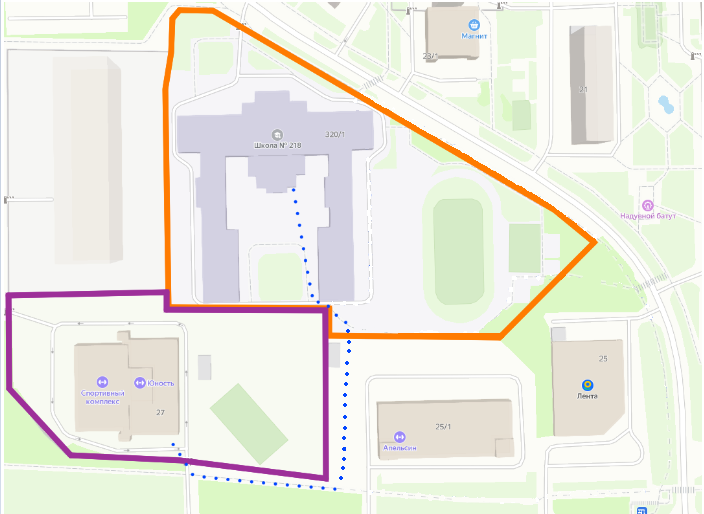 Магнит
23/1
21
320/1
Школа № 218
Надувной батут
Юность
Спортивный
комплекс
27
25
Лента
25/1
Апельсин